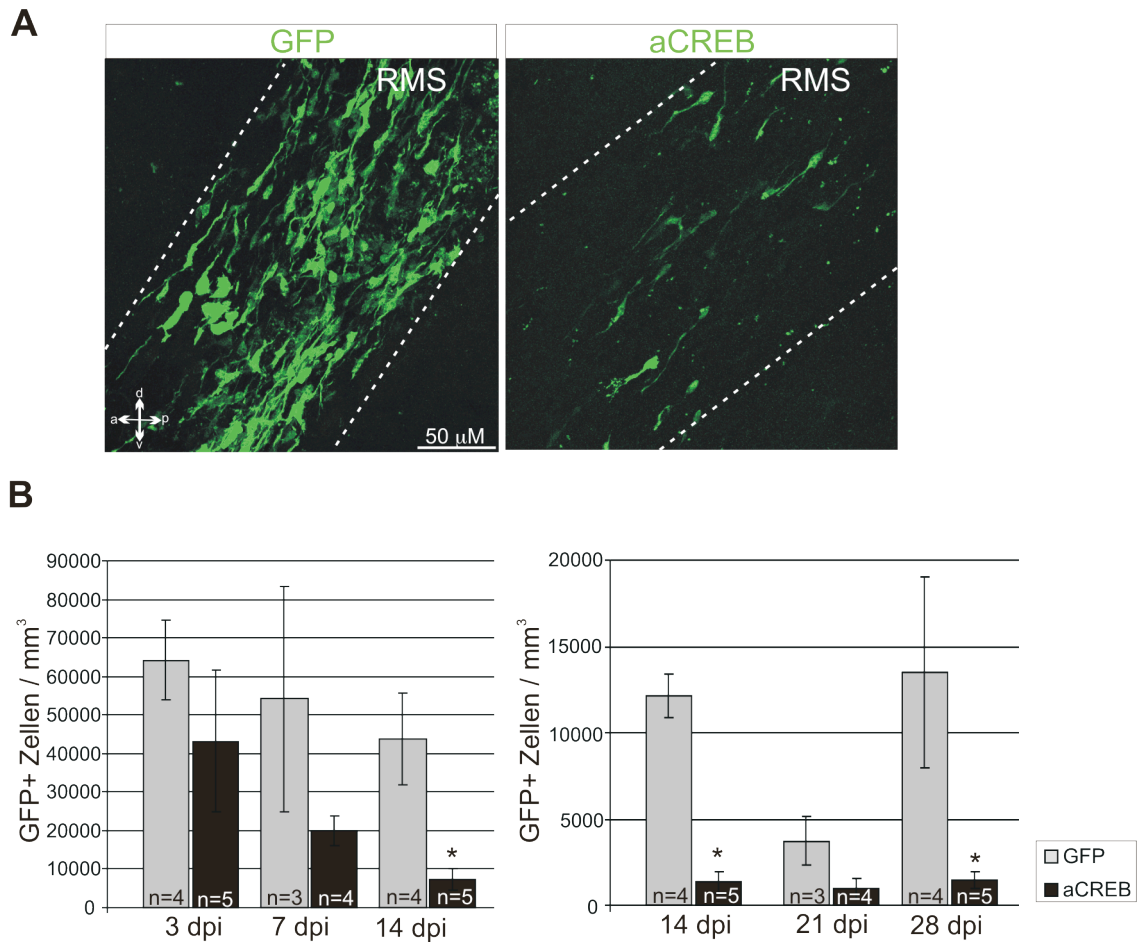 A
GFP
aCREB
RMS
RMS
d
a p
v
50 µM
B
GFP+ Zellen / mm³
90000
80000
70000
60000
50000
40000
30000
20000
10000
0
*
n=4 n=5 n=3 n=4 n=4 n=5
3 dpi 7 dpi 14 dpi
GFP+ Zellen / mm³
20000
15000
10000
5000
0
* *
n=4 n=5 n=3 n=4 n=4 n=5
14 dpi 21 dpi 28 dpi
GFP
aCREB